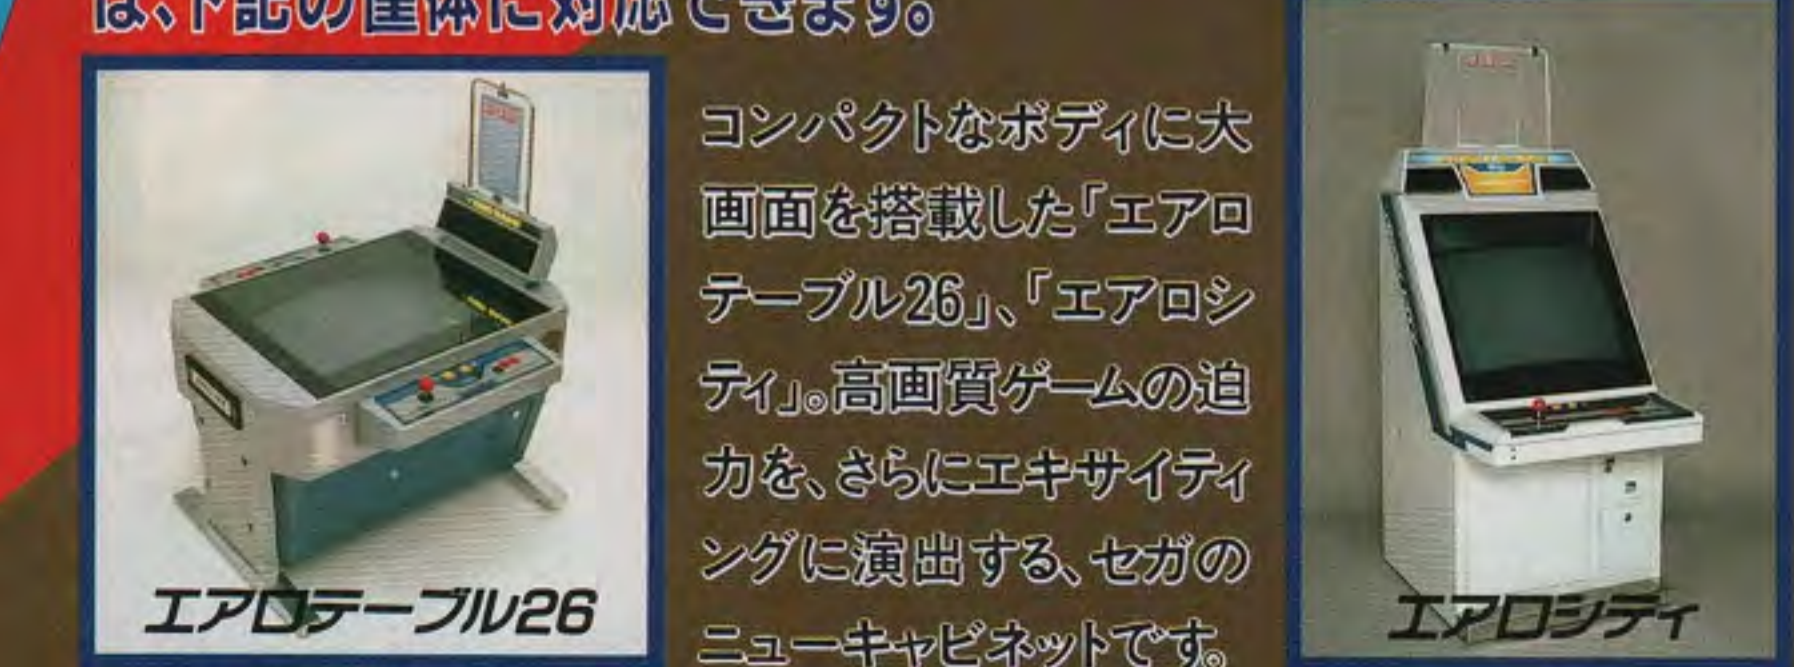 は、下記の筐体に対応できます。
コンパクトなボディに大
画面を搭載した「エアロ
テーブル26」、「エアロシ
ティ」。高画質ゲームの迫
力を、さらにエキサイティ
ングに演出する、セガの
ニューキャビネットです。
エアロテーブル26
エアロシティ